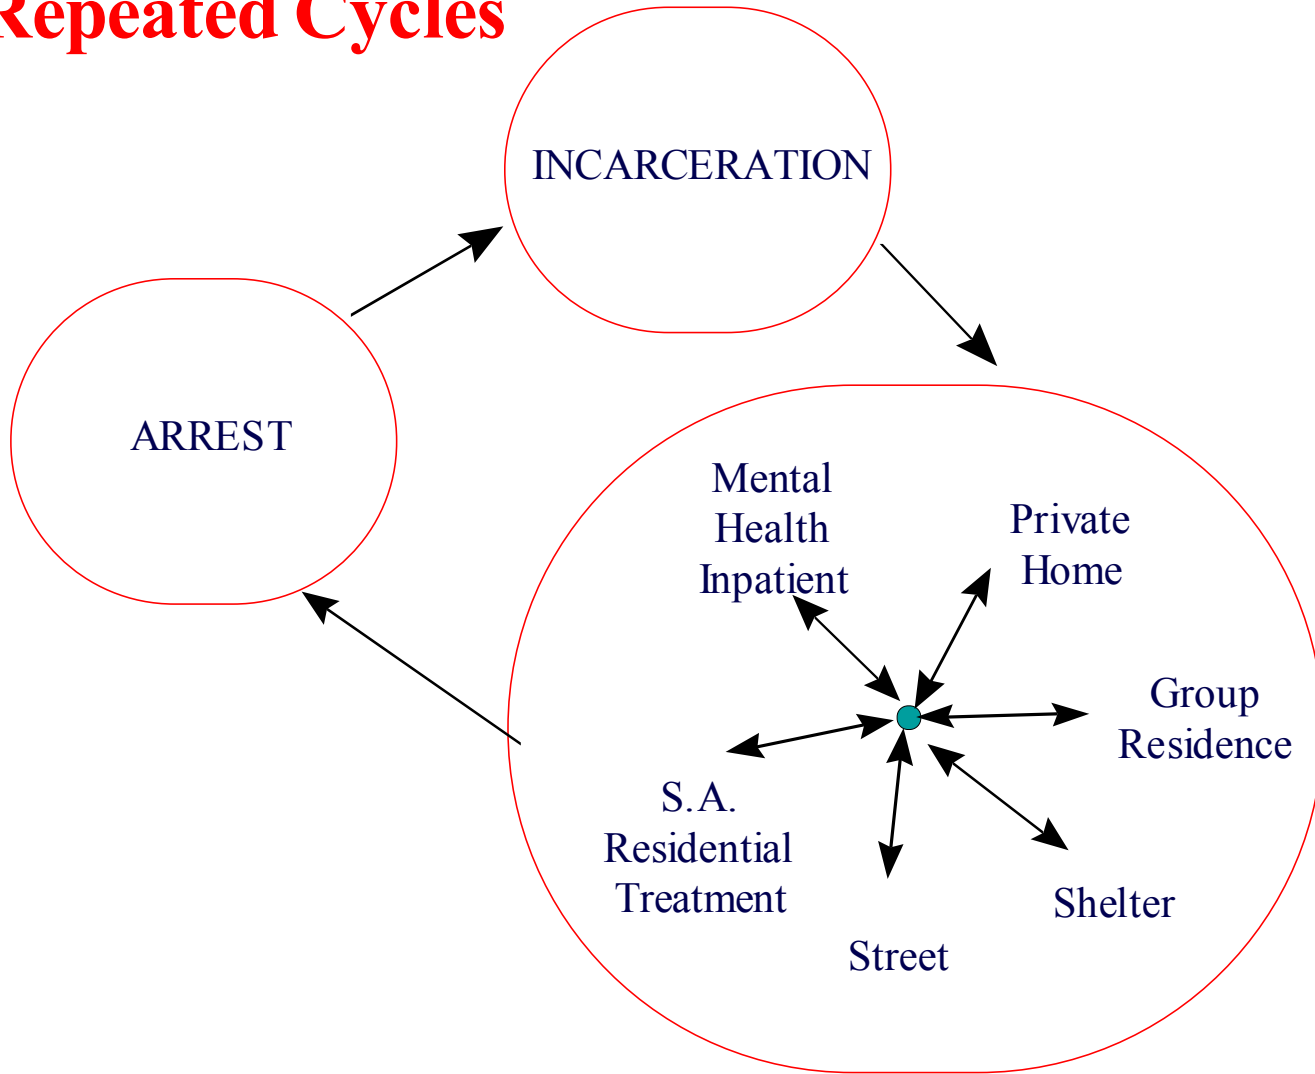 Repeated Cycles
INCARCERATION
ARREST
Mental
Health
Inpatient
Private
Home
Group
Residence
S.A.
Residential
Treatment
Shelter
Street